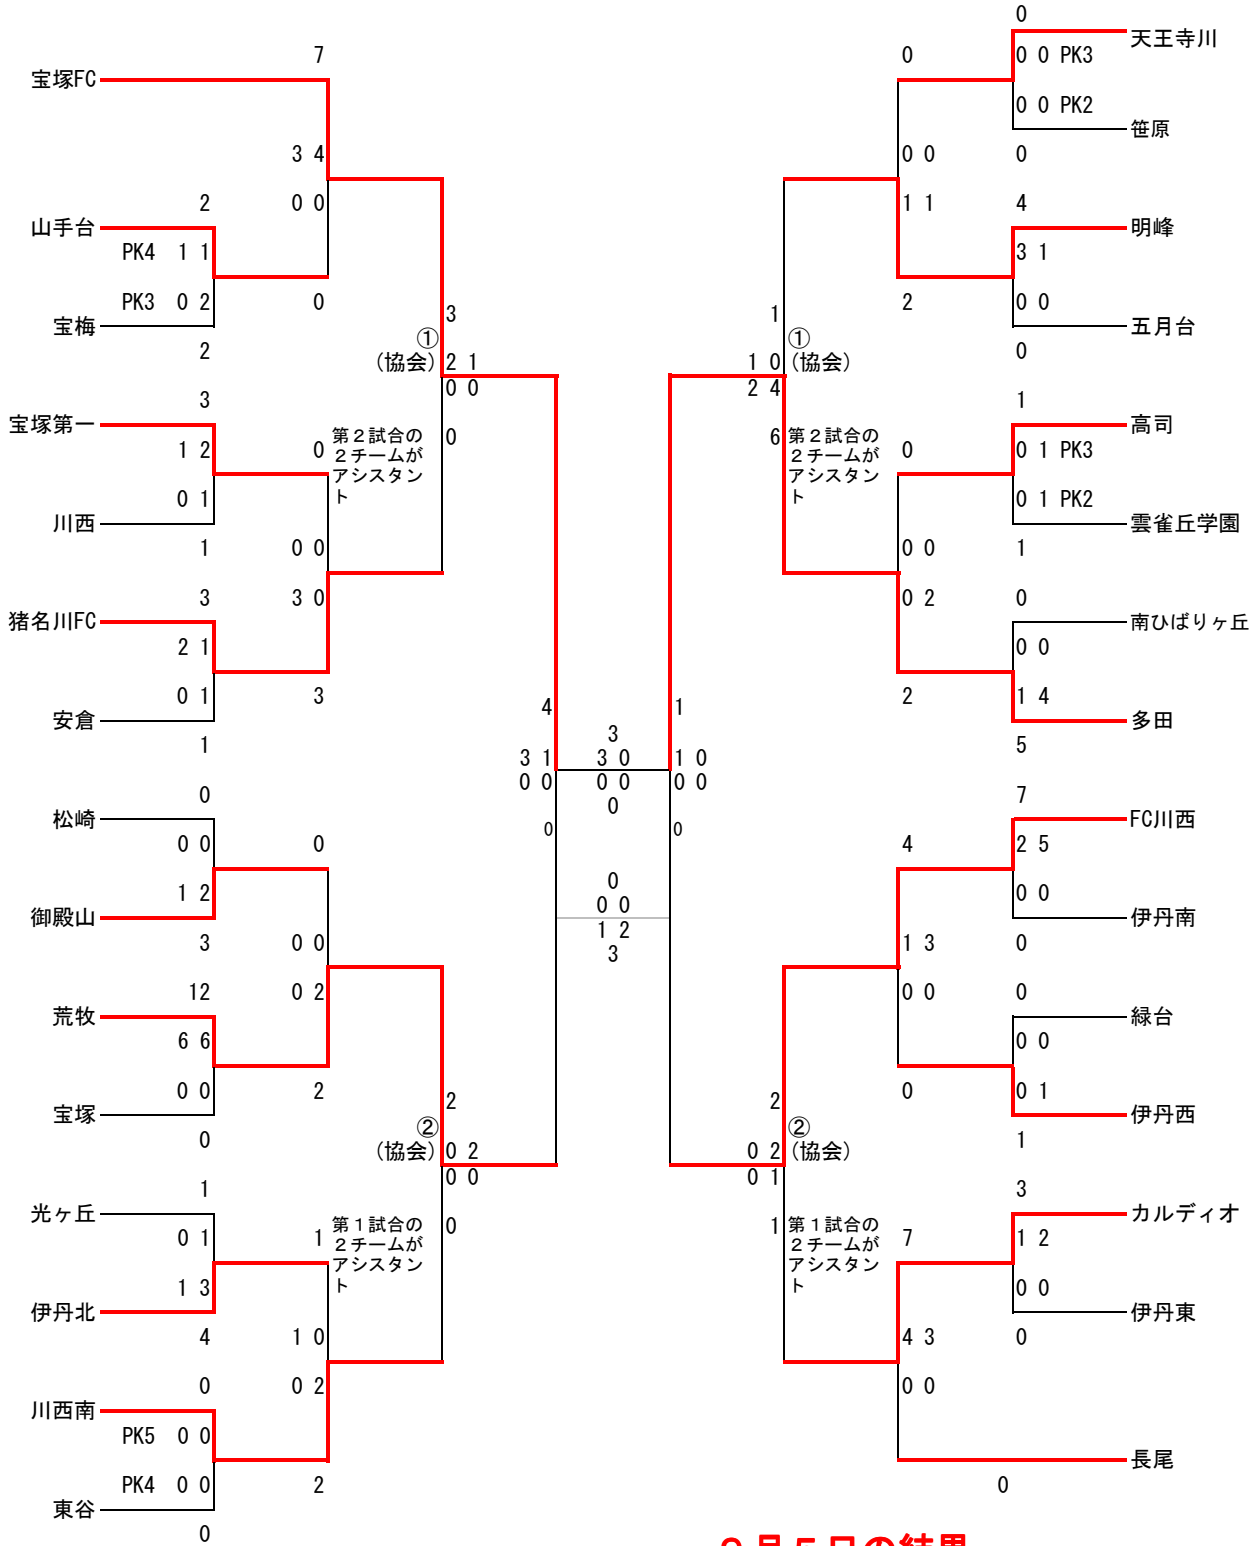 0
7 0 天王寺川
宝塚FC 0 0 PK3
0 0 PK2
笹原
3 4 0 0 0
2 0 0 1 1 4
山手台 明峰
PK4 1 1 3 1
PK3 0 2 0 2 0 0
宝梅 3 1 五月台
2 ① ① 0
(協会) 2 1 1 0 (協会)
0 0 2 4
3 1
宝塚第一 第２試合の 0 6 第２試合の 高司
1 2 0 ２チームが ２チームが 0 0 1 PK3
アシスタン アシスタン
0 1 ト ト 0 1 PK2
川西 雲雀丘学園
1 0 0 0 0 1
3 3 0 0 2 0
猪名川FC 南ひばりヶ丘
2 1 0 0
0 1 3 2 1 4
安倉 4 1 多田
1 3 5
3 1 3 0 1 0
0 0 0 0 0 0
0 0 7
松崎 0 0 FC川西
0 0 0 4 2 5
0
1 2 0 0 0 0
御殿山 1 2 伊丹南
3 0 0 3 1 3 0
12 0 2 0 0 0
荒牧 緑台
6 6 0 0
0 0 2 2 2 0 0 1
宝塚 ② ② 伊丹西
0 (協会) 0 2 0 2 (協会) 1
0 0 0 1
1 3
光ヶ丘 第１試合の 0 1 第１試合の カルディオ
0 1 1 ２チームが ２チームが 7 1 2
アシスタン アシスタン
1 3 ト ト 0 0
伊丹北 伊丹東
4 1 0 4 3 0
0 0 2 0 0
川西南
PK5 0 0 長尾
PK4 0 0 2 0
東谷
0 ９月５日の結果